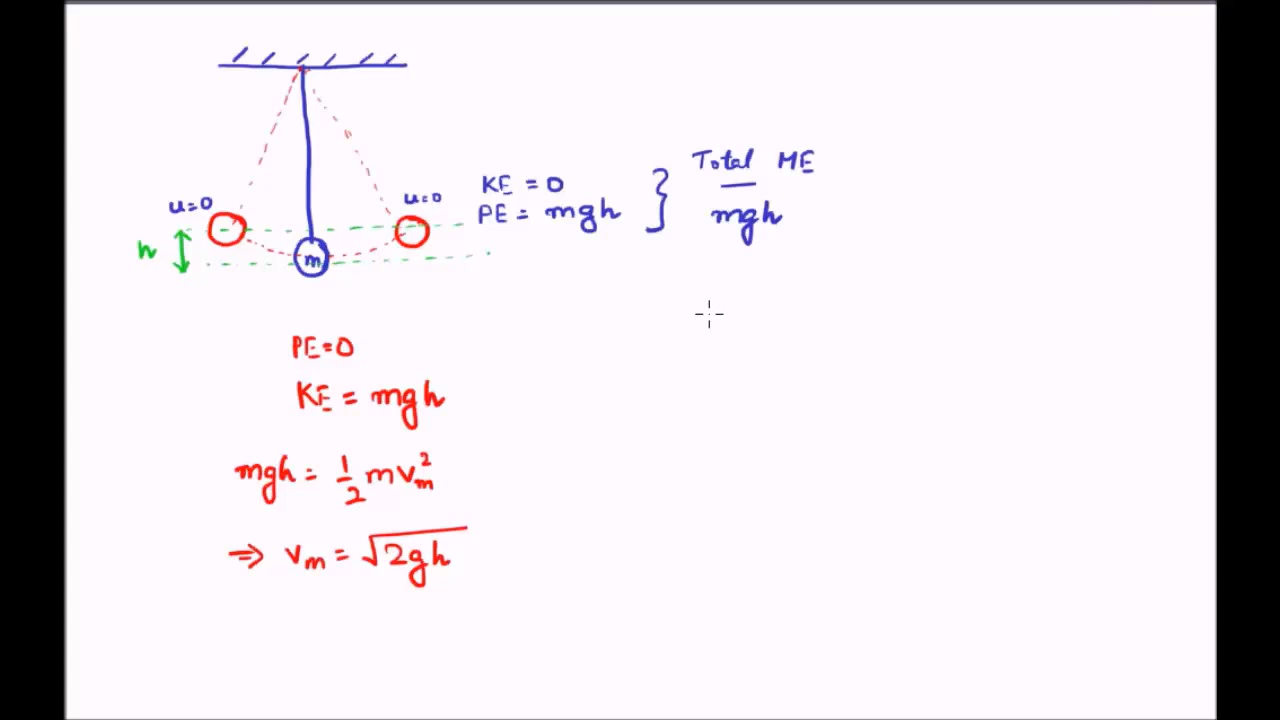 Total ME
u=0
u=0
KE = 0
PE = mgh
mgh
h
m
PE=0
KE = mgh
mgh = 1/2 mv_m^2
⇒ v_m = √2gh